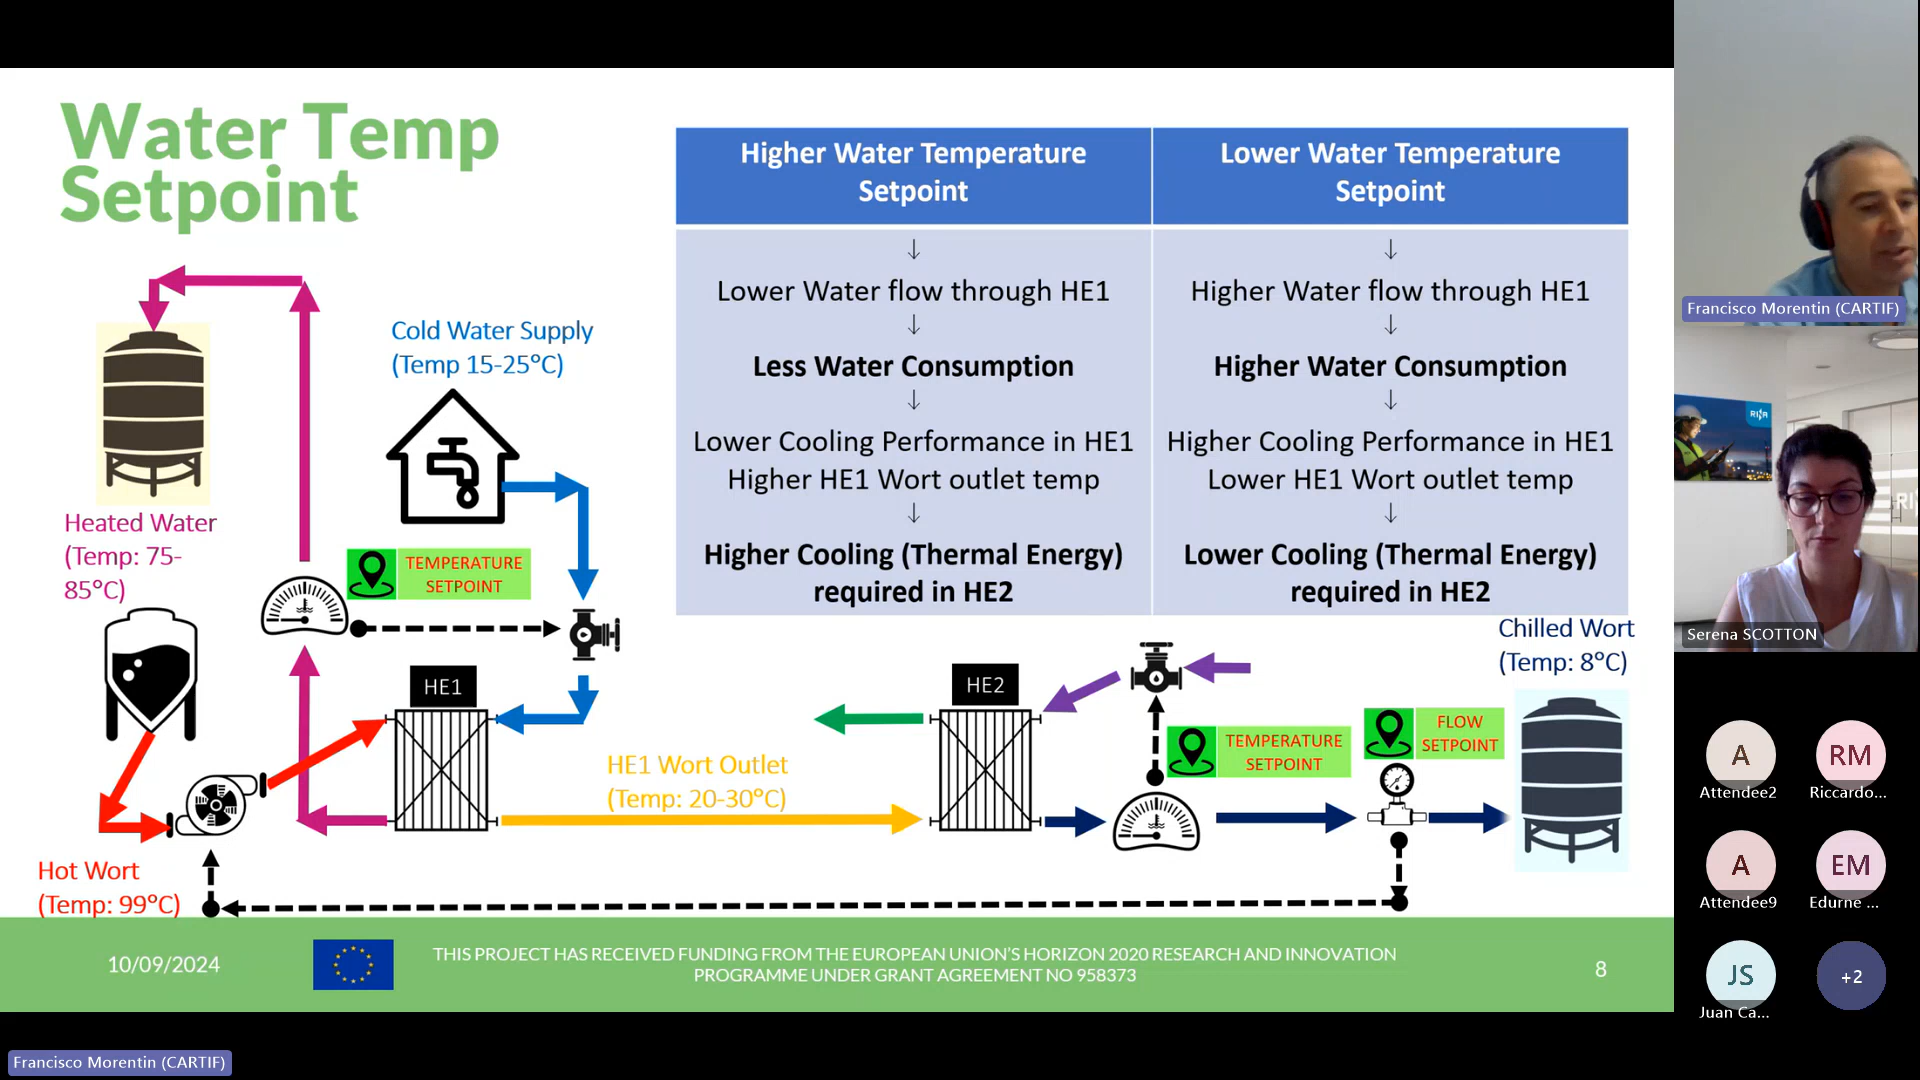 Water Temp
Setpoint
Higher Water Temperature
Setpoint
Lower Water Temperature
Setpoint
↓
Lower Water flow through HE1
↓
Less Water Consumption
↓
Lower Cooling Performance in HE1
Higher HE1 Wort outlet temp
↓
Higher Cooling (Thermal Energy)
required in HE2
↓
Higher Water flow through HE1
↓
Higher Water Consumption
↓
Higher Cooling Performance in HE1
Lower HE1 Wort outlet temp
↓
Lower Cooling (Thermal Energy)
required in HE2
Cold Water Supply
(Temp 15-25°C)
Heated Water
(Temp: 75-
85°C)
TEMPERATURE
SETPOINT
HE1
HE1 Wort Outlet
(Temp: 20-30°C)
HE2
TEMPERATURE
SETPOINT
FLOW
SETPOINT
Chilled Wort
(Temp: 8°C)
Hot Wort
(Temp: 99°C)
10/09/2024
THIS PROJECT HAS RECEIVED FUNDING FROM THE EUROPEAN UNION'S HORIZON 2020 RESEARCH AND INNOVATION
PROGRAMME UNDER GRANT AGREEMENT NO 958373
8
Francisco Morentin (CARTIF)
Francisco Morentin (CARTIF)
RINA
Serena SCOTTON
A
Attendee2
RM
Riccardo...
A
Attendee9
EM
Edurne ...
JS
Juan Ca...
+2